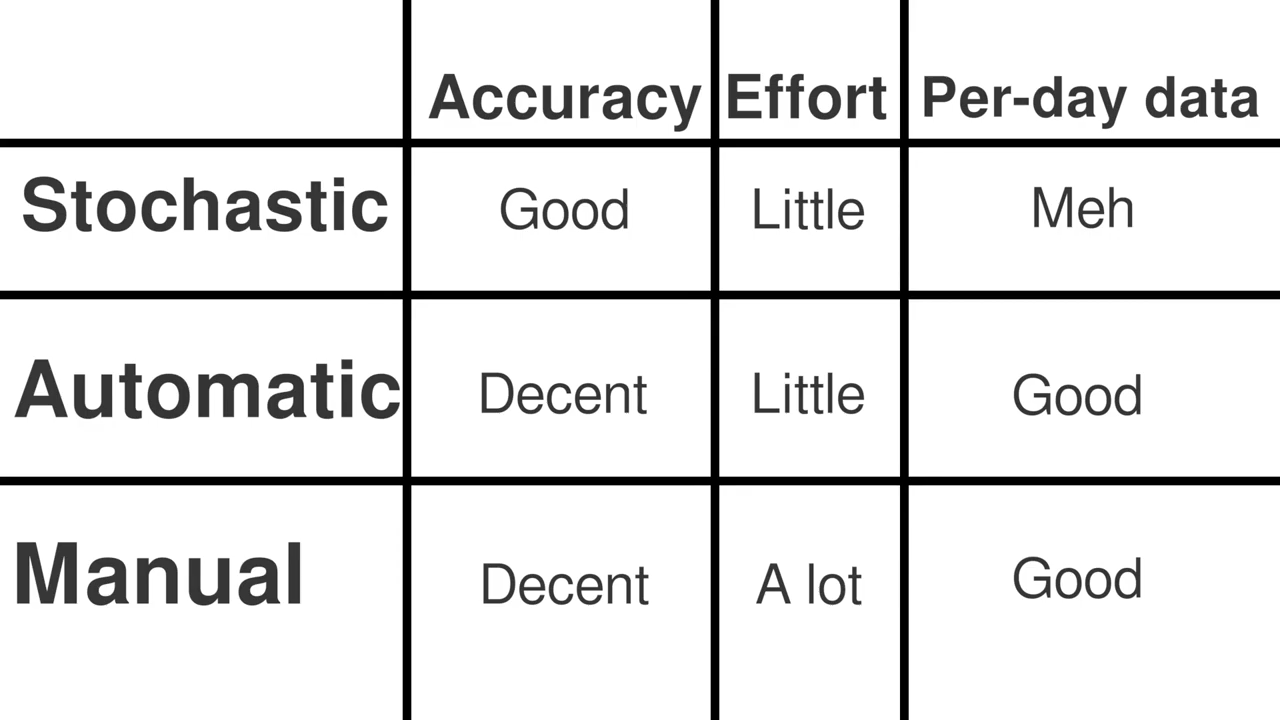 Accuracy Effort Per-day data
Stochastic Good Little Meh
Automatic Decent Little Good
Manual Decent A lot Good